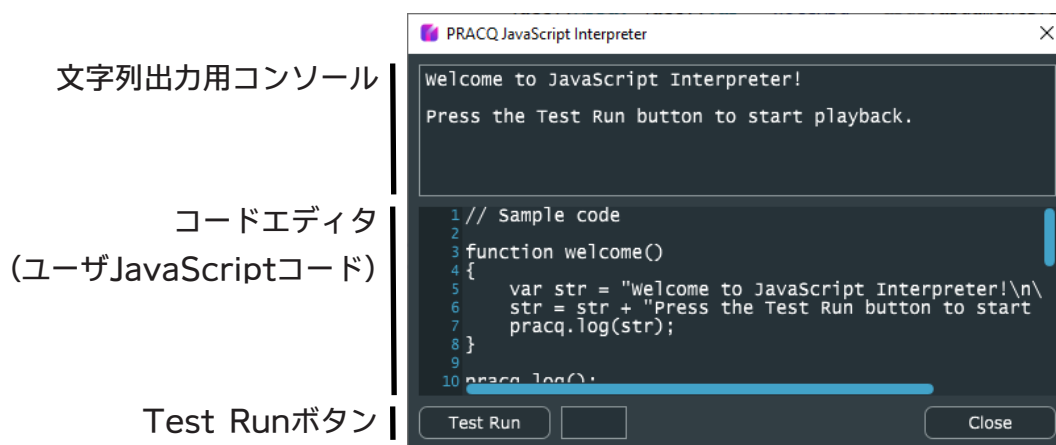 PRACQ JavaScript Interpreter
文字列出力用コンソール
Welcome to JavaScript Interpreter!
Press the Test Run button to start playback.
コードエディタ
(ユーザJavaScriptコード)
1 // Sample code
2
3 function welcome()
4 {
5 var str = "Welcome to JavaScript Interpreter!\n\
6 str = str + "Press the Test Run button to start
7 pracq.log(str);
8 }
9
10 pracq.log();
Test Runボタン
Test Run
Close